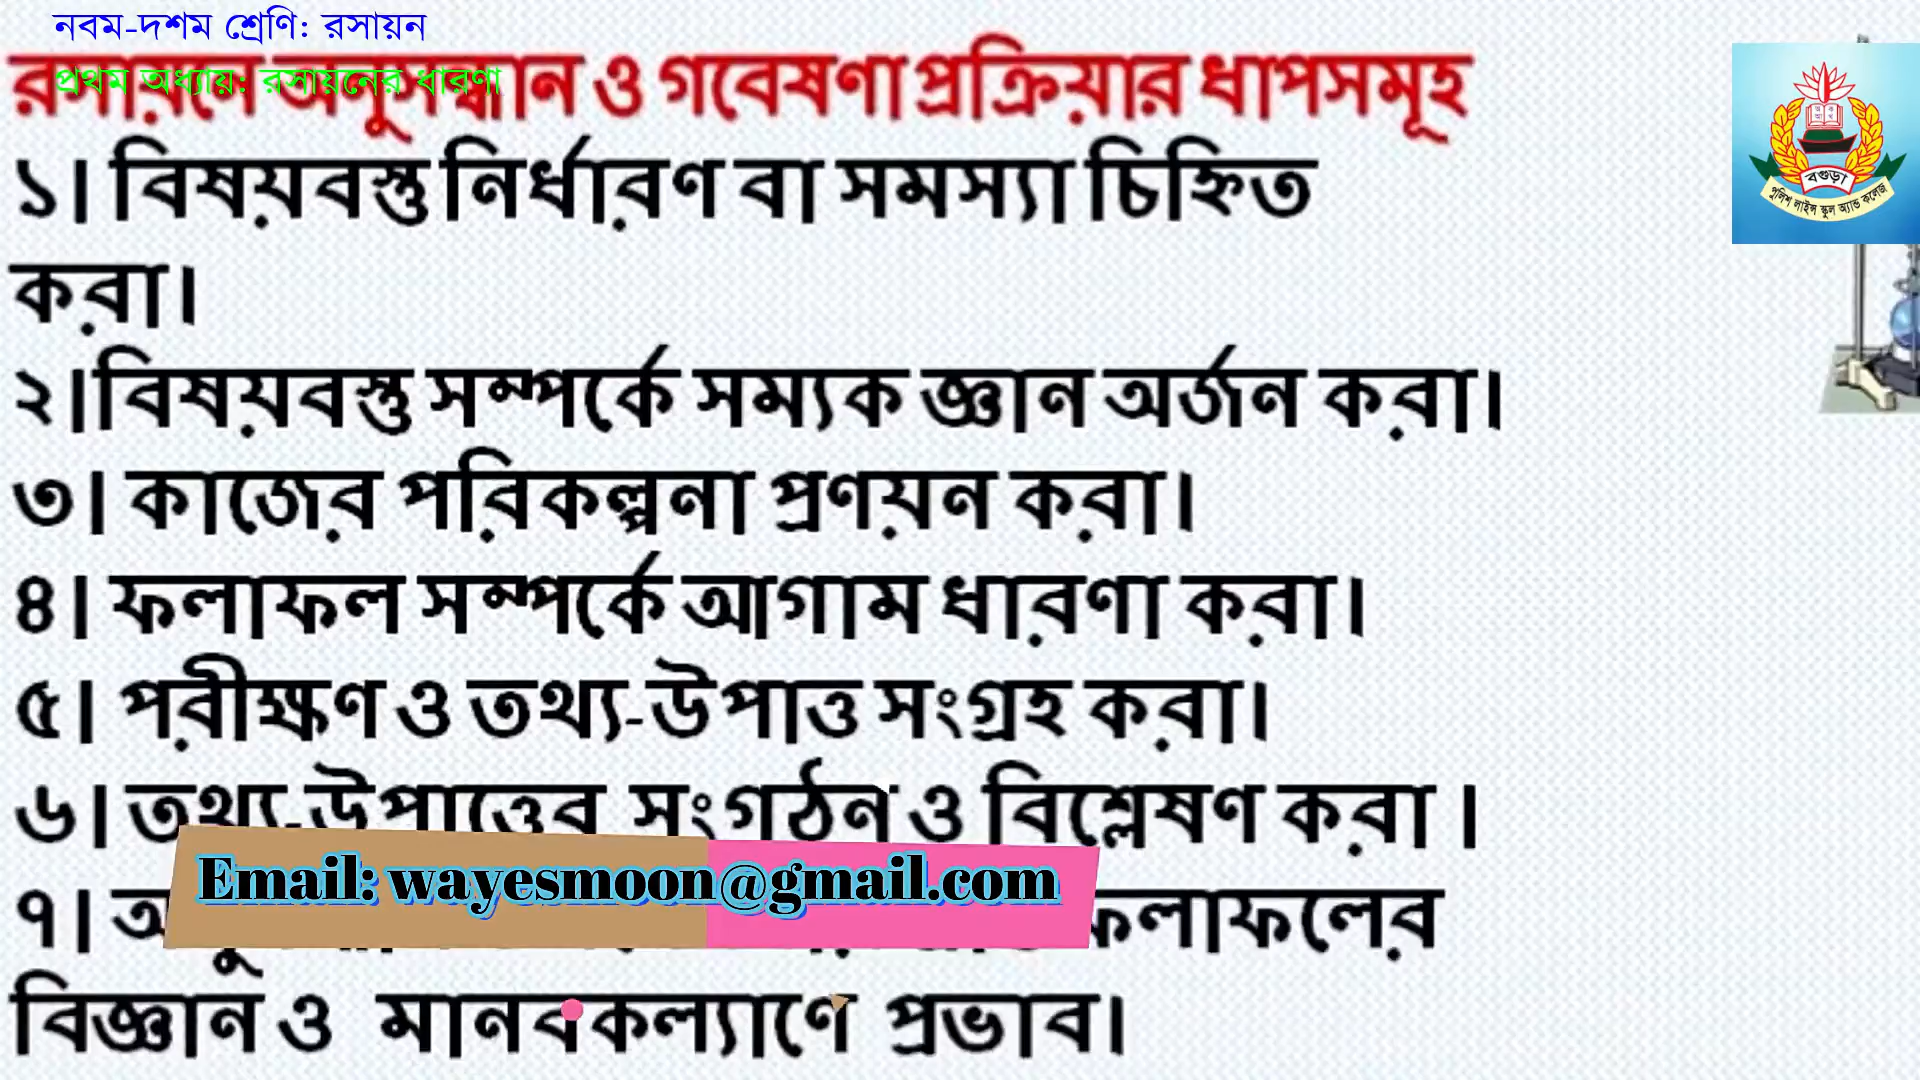 নবম-দশম শ্রেণি: রসায়ন
রসায়নে অনুসন্ধান ও গবেষণা প্রক্রিয়ার ধাপসমূহ
প্রথম অধ্যায়: রসায়নের ধারণা
১। বিষয়বস্তু নির্ধারণ বা সমস্যা চিহ্নিত
করা।
২।বিষয়বস্তু সম্পর্কে সম্যক জ্ঞান অর্জন করা।
৩। কাজের পরিকল্পনা প্রণয়ন করা।
৪। ফলাফল সম্পর্কে আগাম ধারণা করা।
৫। পরীক্ষণ ও তথ্য-উপাত্ত সংগ্রহ করা।
৬। তথ্য-উপাত্তের সংগঠন ও বিশ্লেষণ করা।
Email: wayesmoon@gmail.com
৭। ফলাফলের
বিজ্ঞান ও মানবকল্যাণে প্রভাব।
বগুড়া
পুলিশ লাইন্স স্কুল অ্যান্ড কলেজ